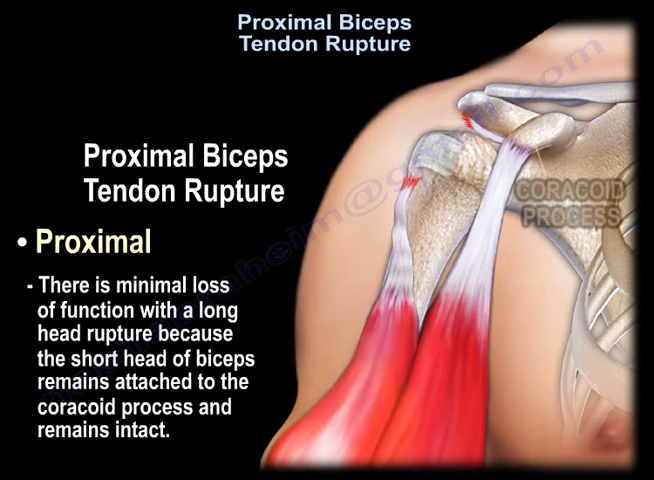 Proximal Biceps
Tendon Rupture
Proximal Biceps
Tendon Rupture
• Proximal
- There is minimal loss
of function with a long
head rupture because
the short head of biceps
remains attached to the
coracoid process and
remains intact.
CORACOID
PROCESS